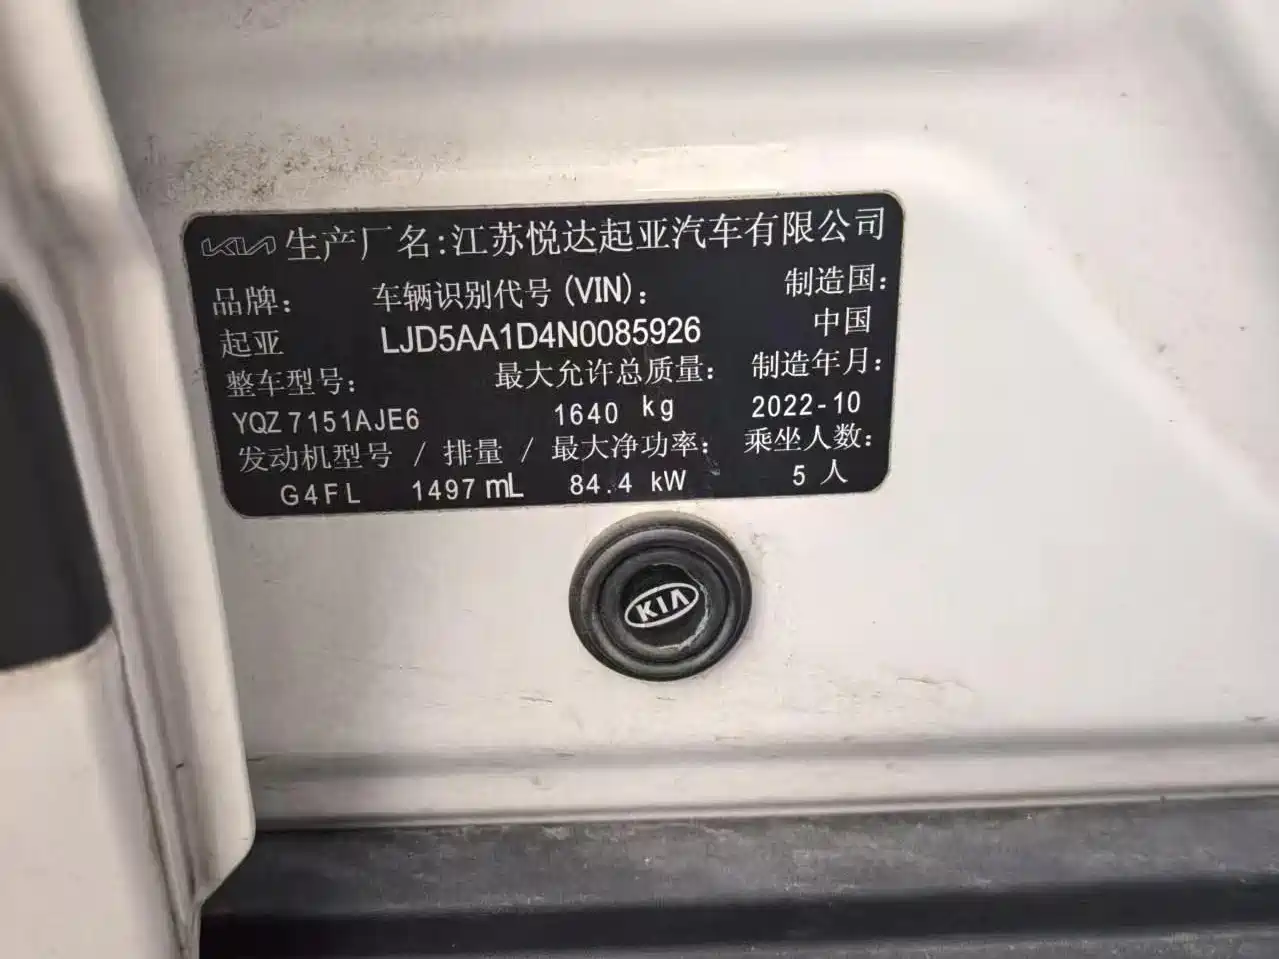 KIA 生产厂名:江苏悦达起亚汽车有限公司
品牌: 车辆识别代号(VIN): 制造国:
起亚 LJD5AA1D4N0085926 中国
整车型号: 最大允许总质量: 制造年月:
YQZ7151AJE6 1640 kg 2022-10
发动机型号 / 排量 / 最大净功率: 乘坐人数:
G4FL 1497 mL 84.4 kW 5 人
KIA